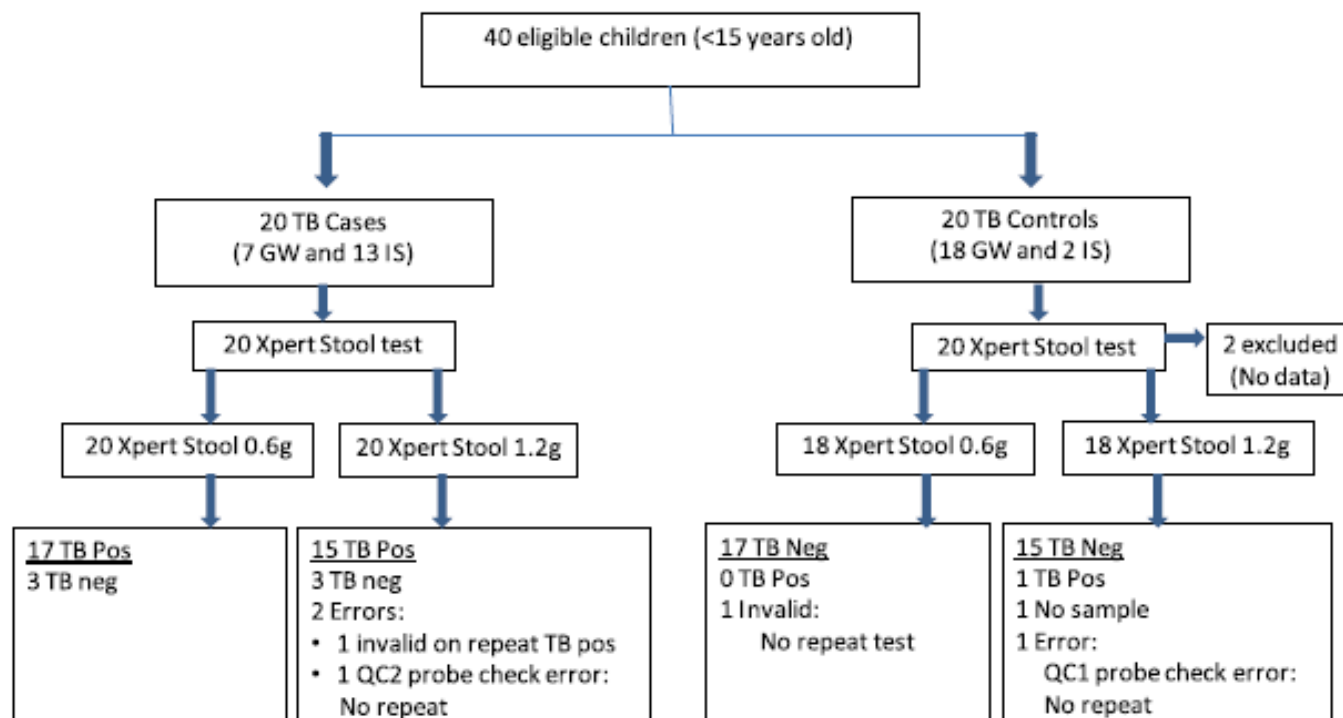 40 eligible children (<15 years old)
20 TB Cases
(7 GW and 13 IS)
20 TB Controls
(18 GW and 2 IS)
20 Xpert Stool test
20 Xpert Stool test
2 excluded
(No data)
20 Xpert Stool 0.6g
20 Xpert Stool 1.2g
18 Xpert Stool 0.6g
18 Xpert Stool 1.2g
17 TB Pos
3 TB neg
15 TB Pos
3 TB neg
2 Errors:
• 1 invalid on repeat TB pos
• 1 QC2 probe check error:
No repeat
17 TB Neg
0 TB Pos
1 Invalid:
No repeat test
15 TB Neg
1 TB Pos
1 No sample
1 Error:
QC1 probe check error:
No repeat